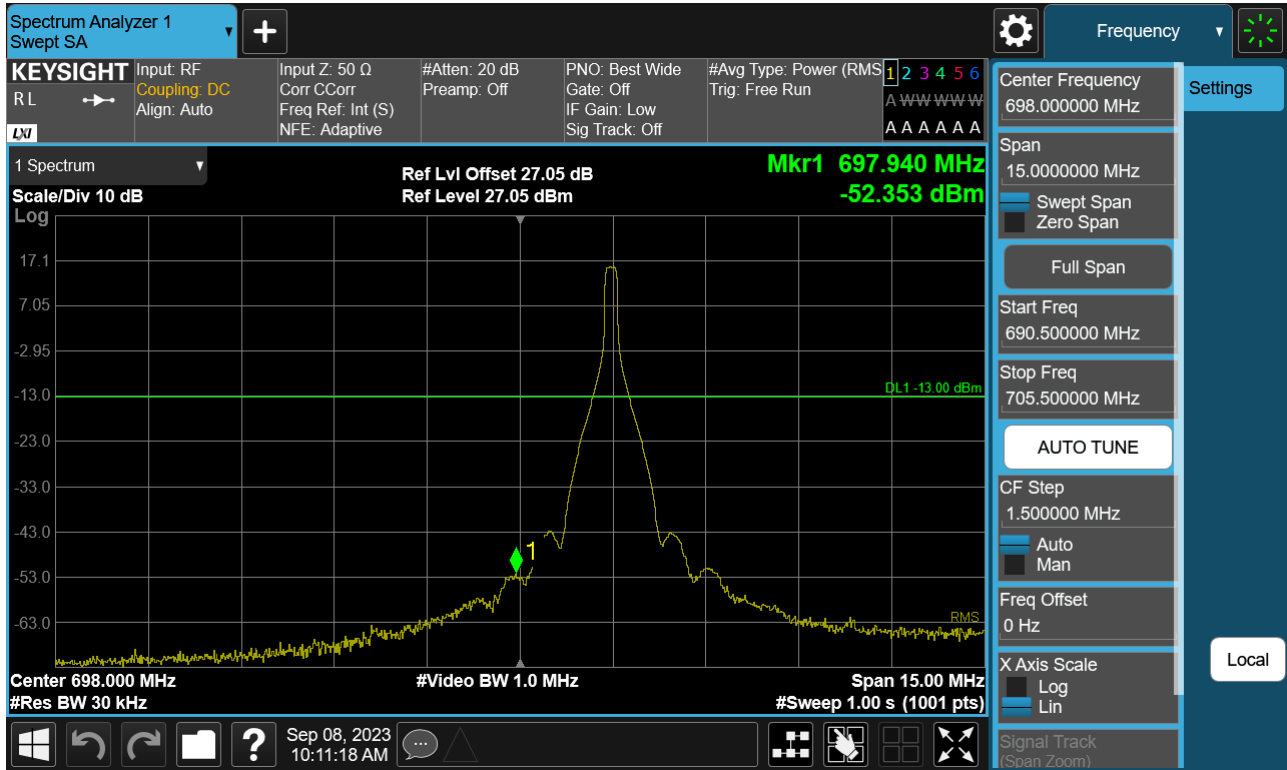 Spectrum Analyzer 1
Swept SA
Frequency
KEYSIGHT
R L
LXI
Input: RF
Coupling: DC
Align: Auto
Input Z: 50 Ω
Corr CCorr
Freq Ref: Int (S)
NFE: Adaptive
#Atten: 20 dB
Preamp: Off
PNO: Best Wide
Gate: Off
IF Gain: Low
Sig Track: Off
#Avg Type: Power (RMS
Trig: Free Run
1 2 3 4 5 6
A W W W W W
A A A A A A
1 Spectrum
Scale/Div 10 dB
Log
Ref Lvl Offset 27.05 dB
Ref Level 27.05 dBm
Mkr1 697.940 MHz
-52.353 dBm
17.1
7.05
-2.95
-13.0
-23.0
-33.0
-43.0
-53.0
-63.0
DL1 -13.00 dBm
1
RMS
Center 698.000 MHz
#Res BW 30 kHz
#Video BW 1.0 MHz
Span 15.00 MHz
#Sweep 1.00 s (1001 pts)
Center Frequency
698.000000 MHz
Span
15.0000000 MHz
Swept Span
Zero Span
Full Span
Start Freq
690.500000 MHz
Stop Freq
705.500000 MHz
AUTO TUNE
CF Step
1.500000 MHz
Auto
Man
Freq Offset
0 Hz
X Axis Scale
Log
Lin
Signal Track
(Span Zoom)
Settings
Local
?
Sep 08, 2023
10:11:18 AM